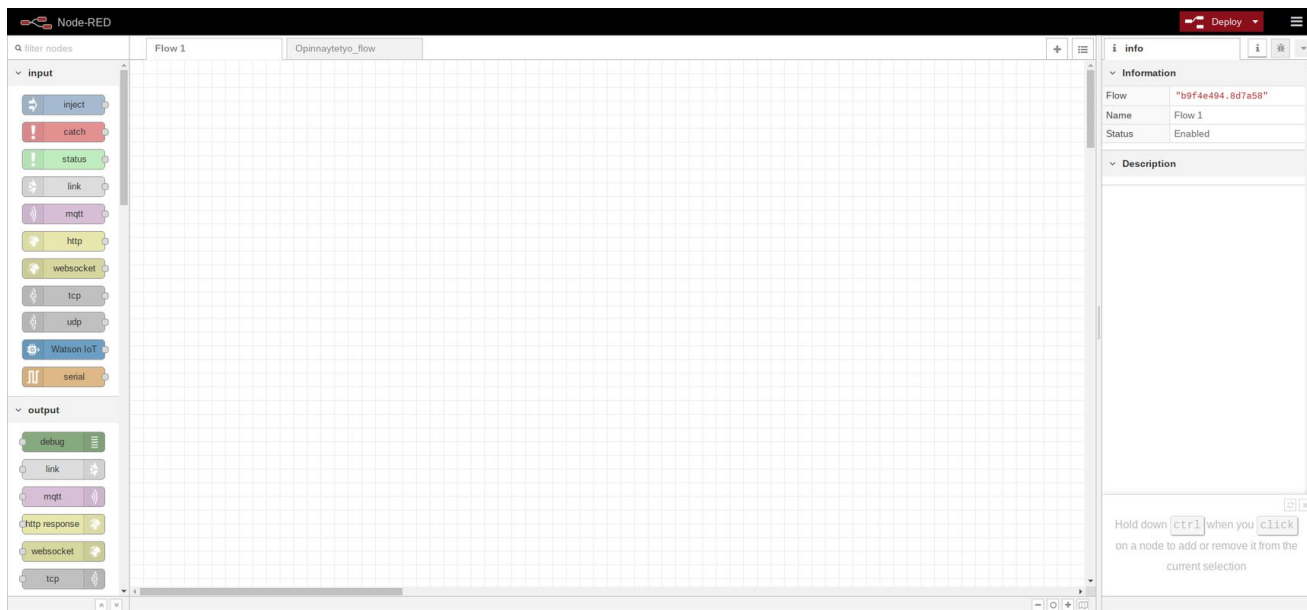 Node-RED
Deploy
filter nodes
Flow 1
Opinnaytetyo_flow
i info
i
input
inject
catch
status
link
mqtt
http
websocket
tcp
udp
Watson IoT
serial
output
debug
link
mqtt
http response
websocket
tcp
Information
Flow "b9f4e494.8d7a58"
Name Flow 1
Status Enabled
Description
Hold down ctrl when you click
on a node to add or remove it from the
current selection